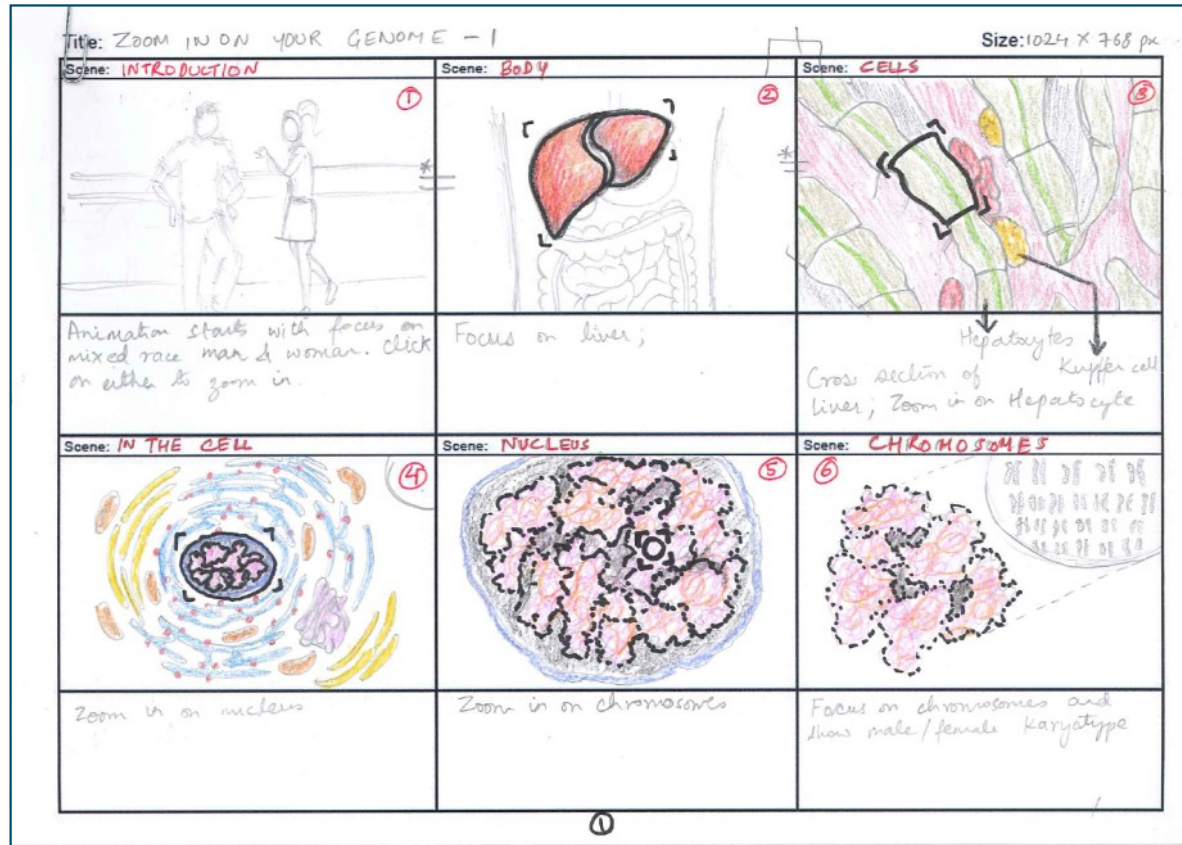 Title: ZOOM IN ON YOUR GENOME - 1
Size: 1024 X 768 px
Scene: INTRODUCTION
1
Animation starts with focus on
mixed race man & woman. Click
on either to zoom in.
Scene: BODY
2
Focus on liver;
Scene: CELLS
3
Hepatocytes
Kupffer cell
Cross section of
liver; Zoom in on Hepatocyte
Scene: IN THE CELL
4
Zoom in on nucleus
Scene: NUCLEUS
5
Zoom in on chromosomes
Scene: CHROMOSOMES
6
Focus on chromosomes and
show male/female Karyotype
1